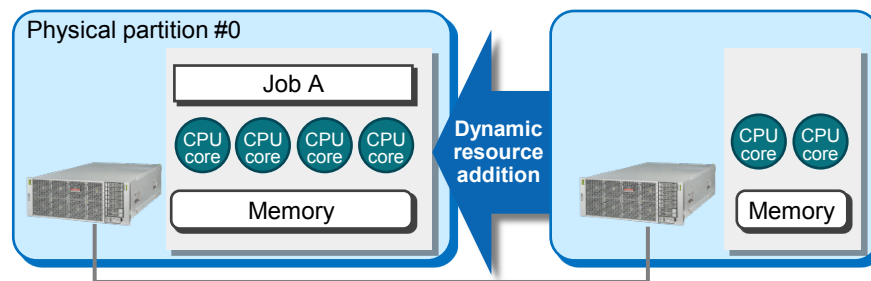 Physical partition #0
Job A
CPU
core
CPU
core
CPU
core
CPU
core
Memory
Dynamic
resource
addition
CPU
core
CPU
core
Memory